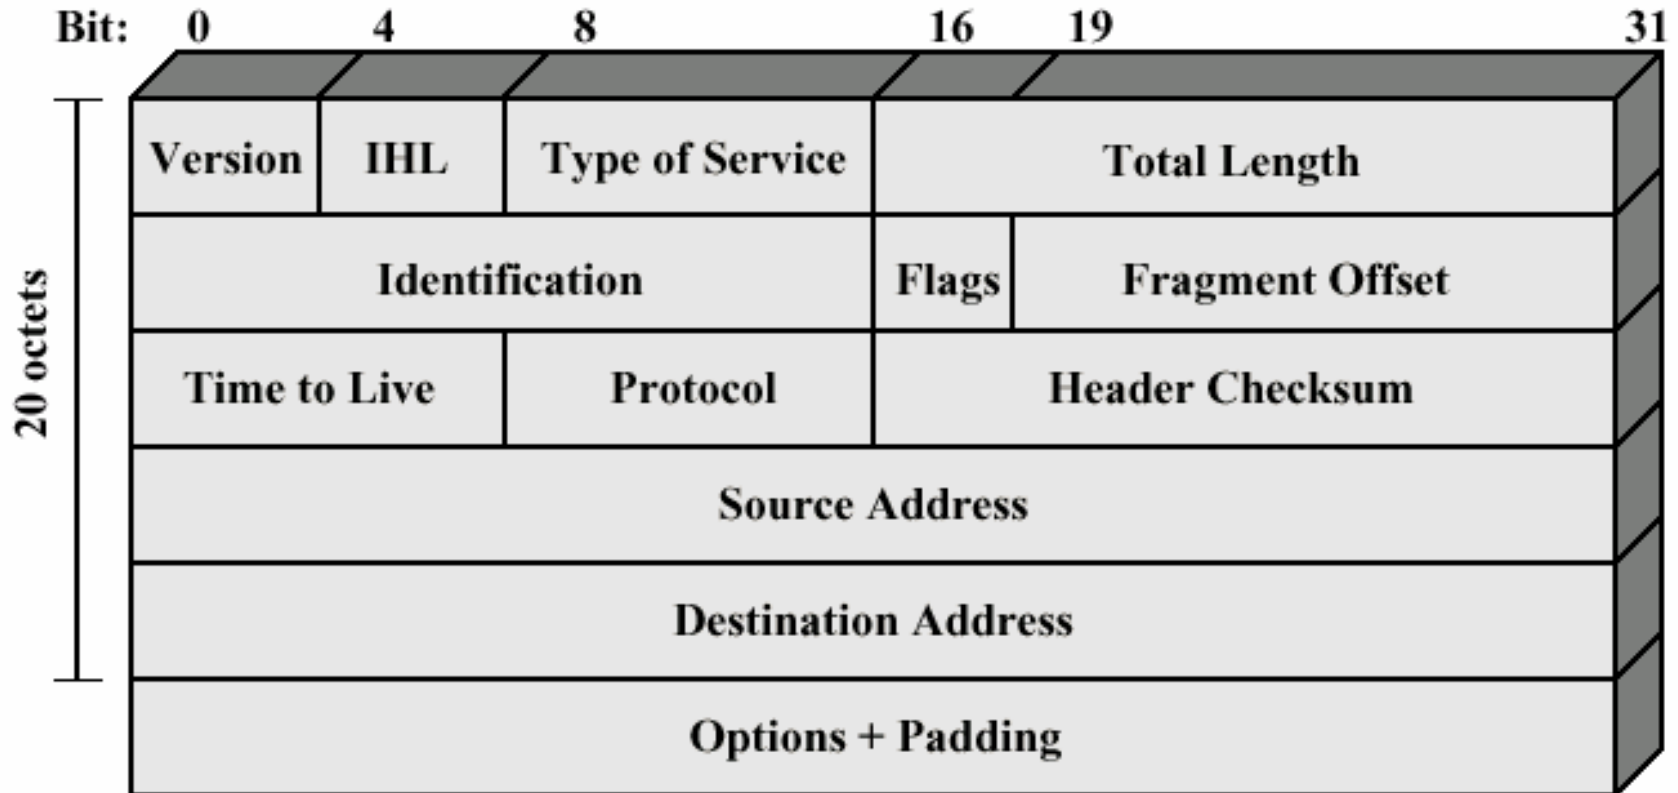 Bit: 0 4 8 16 19 31
Version IHL Type of Service Total Length
Identification Flags Fragment Offset
Time to Live Protocol Header Checksum
Source Address
Destination Address
Options + Padding
20 octets